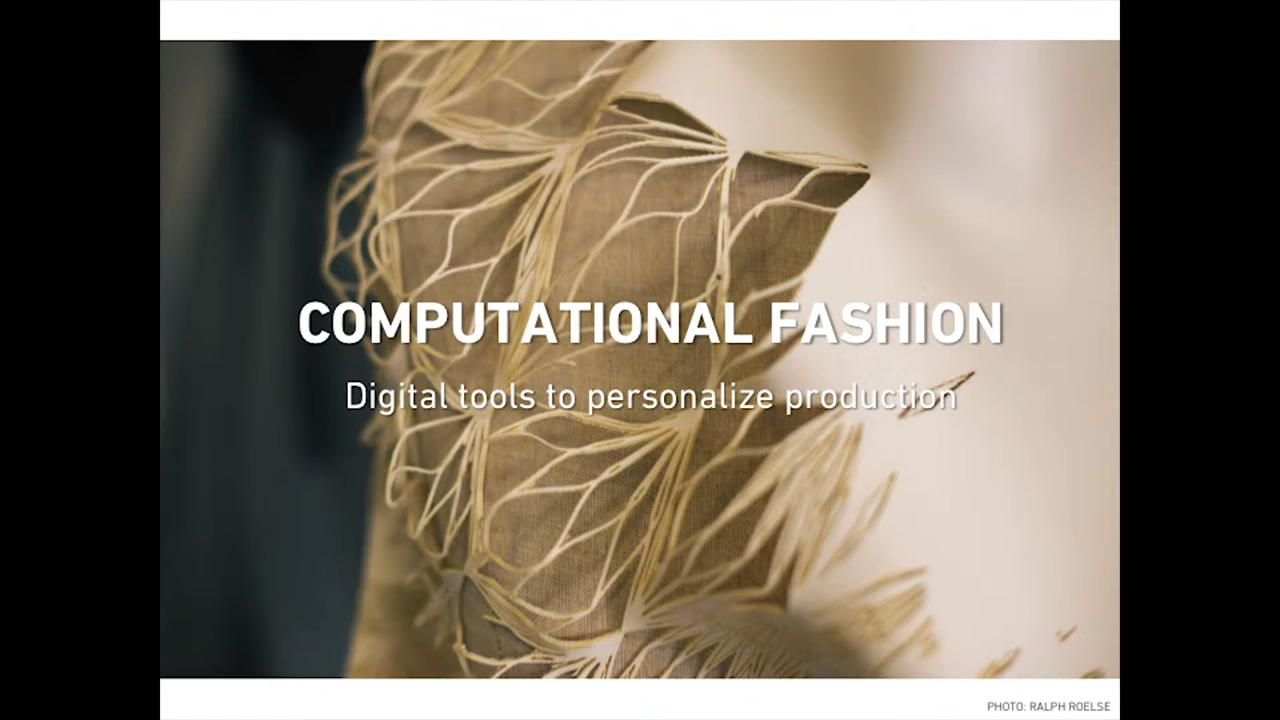 COMPUTATIONAL FASHION
Digital tools to personalize production
PHOTO: RALPH ROELSE